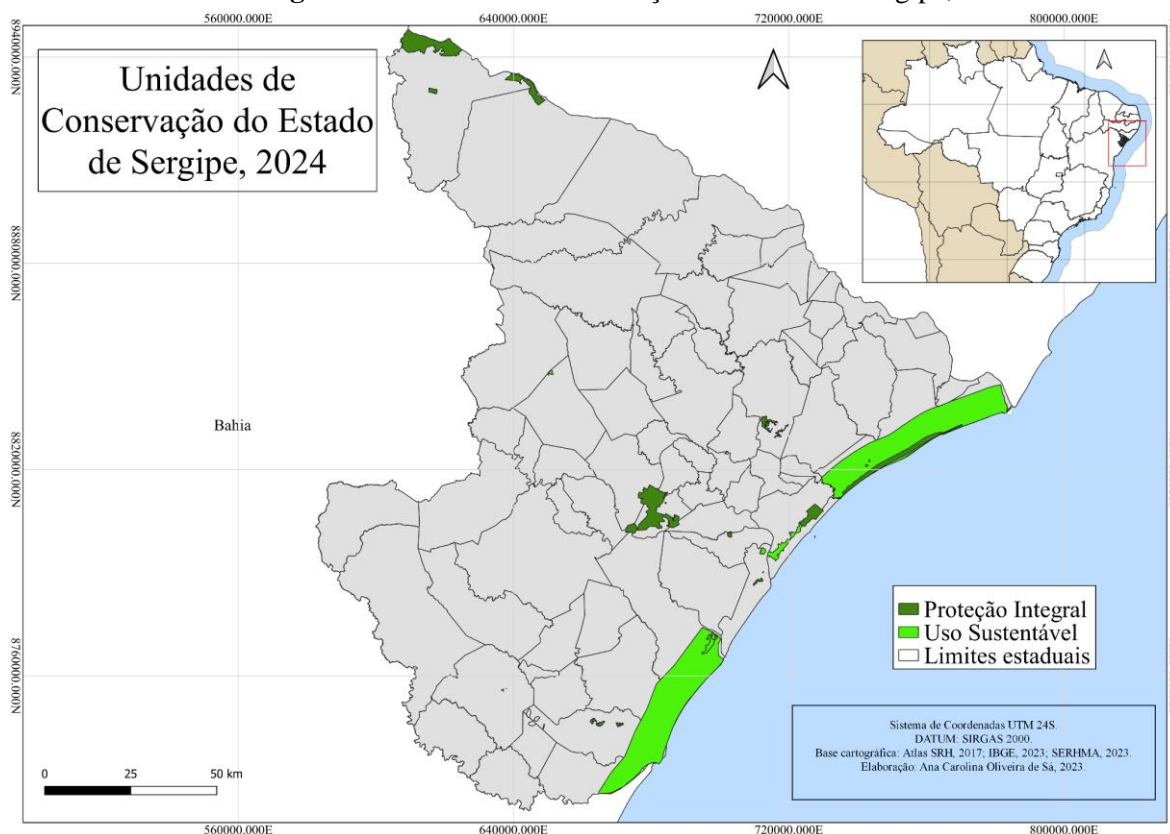 560000.000E 640000.000E 720000.000E 800000.000E
8940000.000N
8880000.000N
8820000.000N
8760000.000N
Unidades de
Conservação do Estado
de Sergipe, 2024
Bahia
Proteção Integral
Uso Sustentável
Limites estaduais
Sistema de Coordenadas UTM 24S.
DATUM: SIRGAS 2000.
Base cartográfica: Atlas SRH, 2017; IBGE, 2023; SERHMA, 2023.
Elaboração: Ana Carolina Oliveira de Sá, 2023.
0 25 50 km
560000.000E 640000.000E 720000.000E 800000.000E